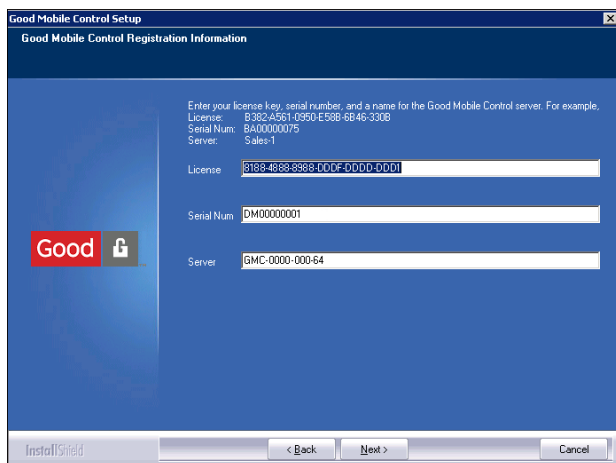 Good Mobile Control Setup
Good Mobile Control Registration Information
Enter your license key, serial number, and a name for the Good Mobile Control server. For example,
License: B382-A561-0950-E58B-6B46-330B
Serial Num: BA00000075
Server: Sales-1
License 8188-4888-8988-DDDF-DDDD-DDD1
Serial Num DM00000001
Good
Server GMC-0000-000-64
InstallShield
< Back Next > Cancel